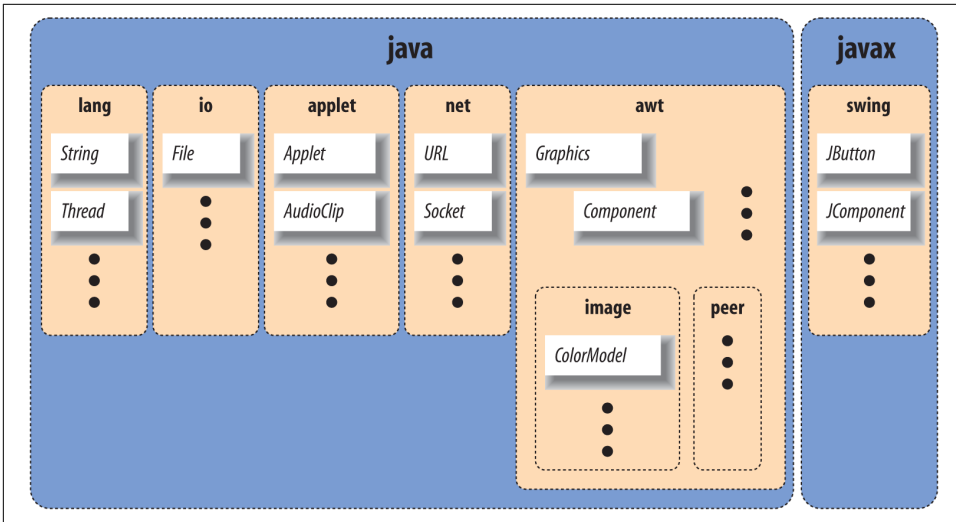 java
javax
lang
io
applet
net
awt
swing
String
File
Applet
URL
Graphics
JButton
Thread
AudioClip
Socket
Component
JComponent
image
peer
ColorModel